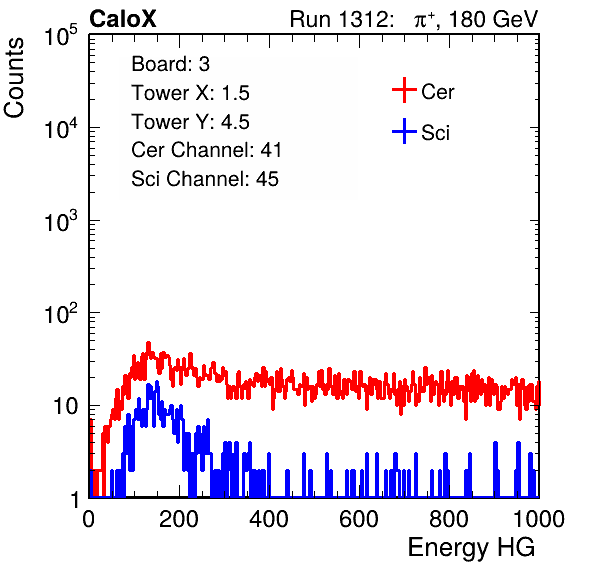 CaloX Run 1312: π⁺, 180 GeV
Counts
10⁵
10⁴
10³
10²
10
1
Board: 3
Tower X: 1.5
Tower Y: 4.5
Cer Channel: 41
Sci Channel: 45
Cer
Sci
0 200 400 600 800 1000
Energy HG